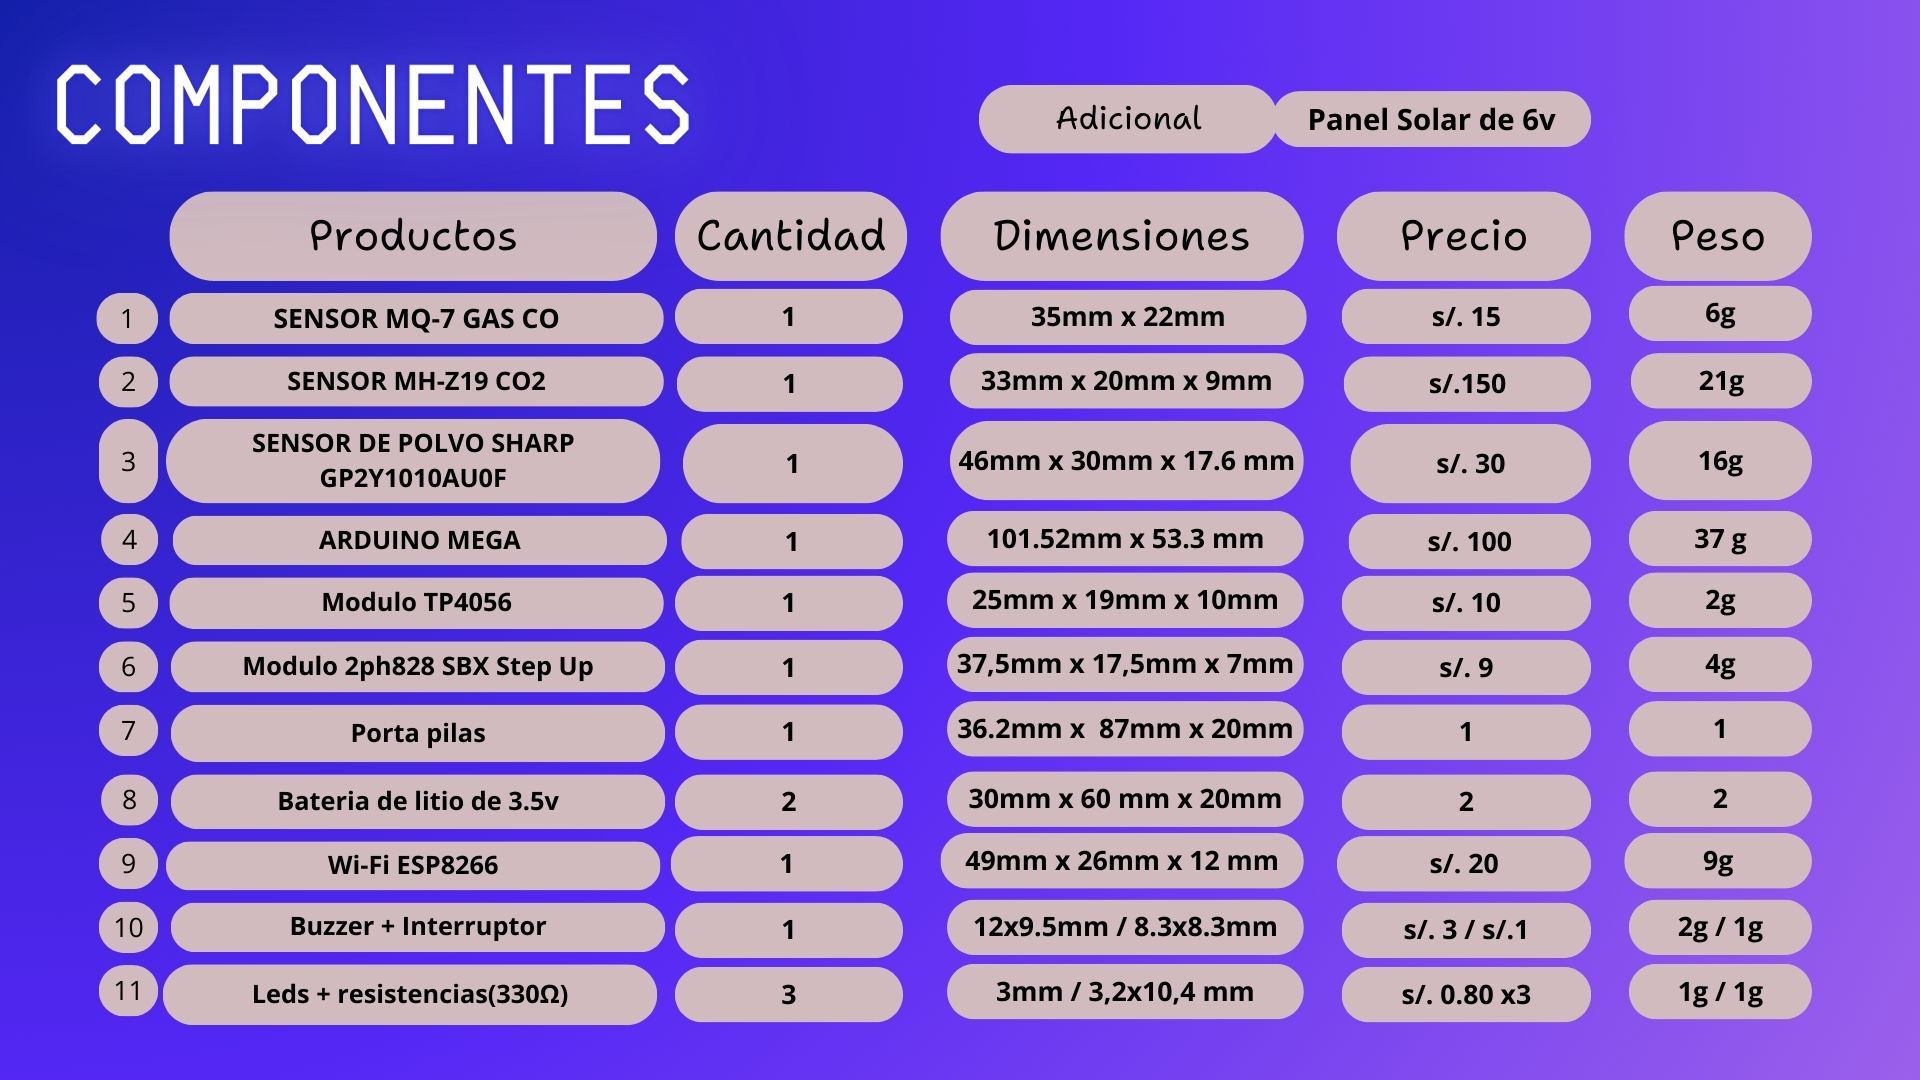 COMPONENTES
Adicional Panel Solar de 6v
Productos Cantidad Dimensiones Precio Peso
1 SENSOR MQ-7 GAS CO 1 35mm x 22mm s/. 15 6g
2 SENSOR MH-Z19 CO2 1 33mm x 20mm x 9mm s/.150 21g
3 SENSOR DE POLVO SHARP
GP2Y1010AU0F 1 46mm x 30mm x 17.6 mm s/. 30 16g
4 ARDUINO MEGA 1 101.52mm x 53.3 mm s/. 100 37 g
5 Modulo TP4056 1 25mm x 19mm x 10mm s/. 10 2g
6 Modulo 2ph828 SBX Step Up 1 37,5mm x 17,5mm x 7mm s/. 9 4g
7 Porta pilas 1 36.2mm x 87mm x 20mm 1 1
8 Bateria de litio de 3.5v 2 30mm x 60 mm x 20mm 2 2
9 Wi-Fi ESP8266 1 49mm x 26mm x 12 mm s/. 20 9g
10 Buzzer + Interruptor 1 12x9.5mm / 8.3x8.3mm s/. 3 / s/.1 2g / 1g
11 Leds + resistencias(330Ω) 3 3mm / 3,2x10,4 mm s/. 0.80 x3 1g / 1g